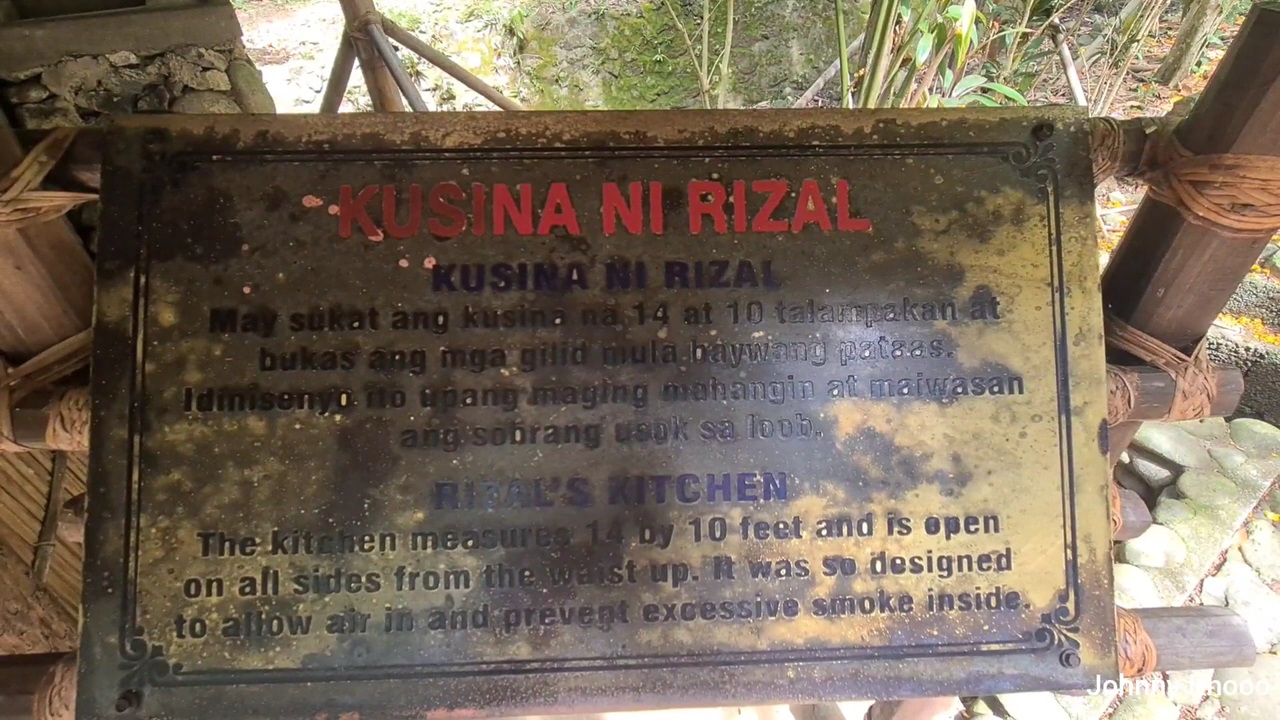 KUSINA NI RIZAL
KUSINA NI RIZAL
May sukat ang kusina na 14 at 10 talampakan at
bukas ang mga gilid mula baywang pataas.
Idinisenyo ito upang maging mahangin at maiwasan
ang sobrang usok sa loob.
RIZAL'S KITCHEN
The kitchen measures 14 by 10 feet and is open
on all sides from the waist up. It was so designed
to allow air in and prevent excessive smoke inside.